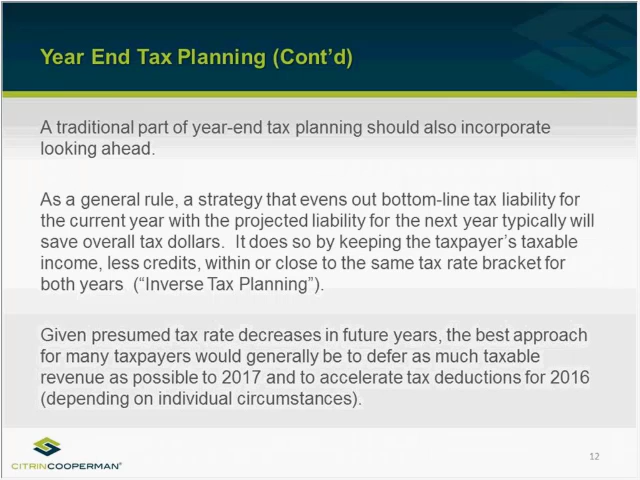 Year End Tax Planning (Cont’d)
A traditional part of year-end tax planning should also incorporate
looking ahead.
As a general rule, a strategy that evens out bottom-line tax liability for
the current year with the projected liability for the next year typically will
save overall tax dollars.  It does so by keeping the taxpayer’s taxable
income, less credits, within or close to the same tax rate bracket for
both years  (“Inverse Tax Planning”).
Given presumed tax rate decreases in future years, the best approach
for many taxpayers would generally be to defer as much taxable
revenue as possible to 2017 and to accelerate tax deductions for 2016
(depending on individual circumstances).
CITRINCOOPERMAN®
12